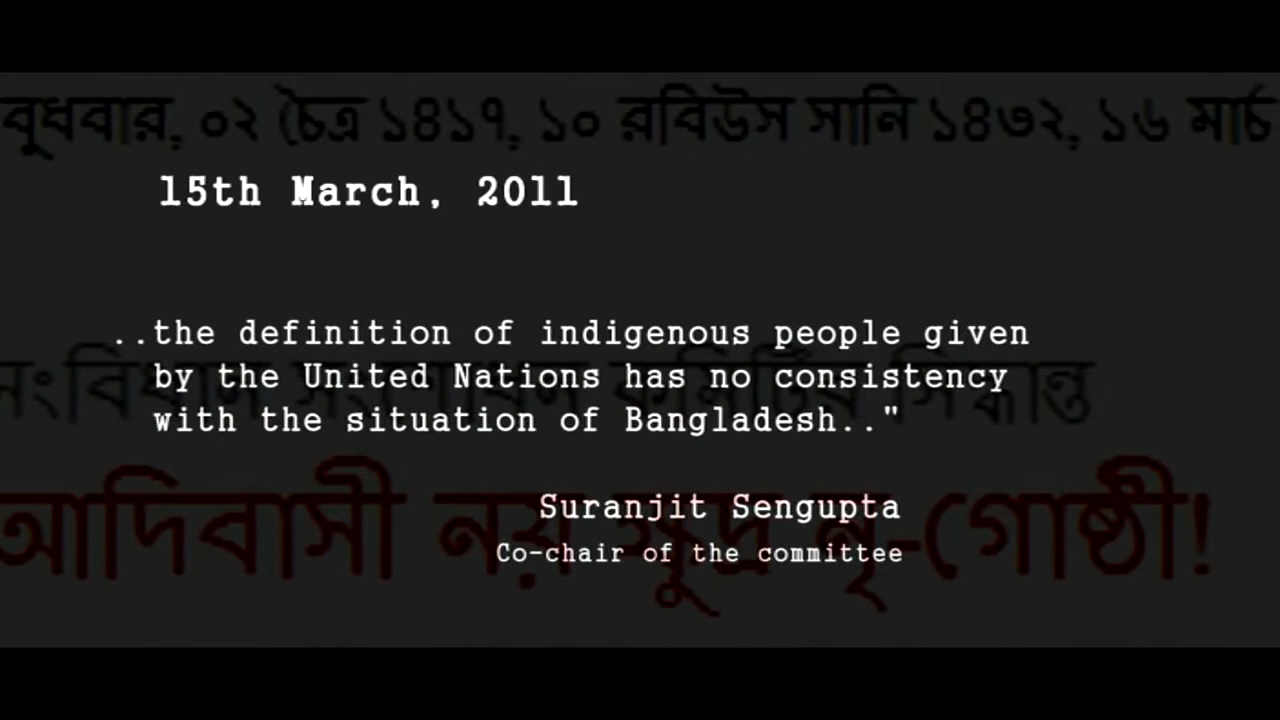 বুধবার, ০২ চৈত্র ১৪১৭, ১০ রবিউস সানি ১৪৩২, ১৬ মার্চ
15th March, 2011
..the definition of indigenous people given
by the United Nations has no consistency
with the situation of Bangladesh.."
সংবিধান সংশোধন কমিটির সিদ্ধান্ত
Suranjit Sengupta
আদিবাসী নয় ক্ষুদ্র নৃ-গোষ্ঠী!
Co-chair of the committee